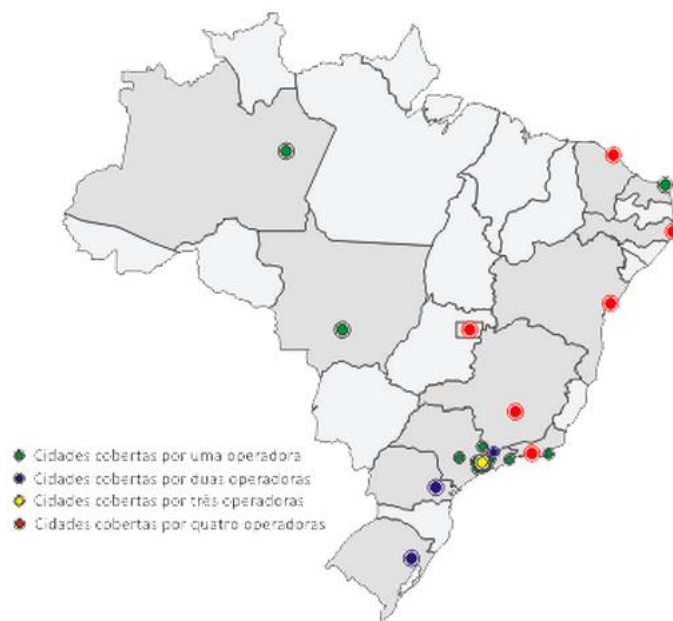 Cidades cobertas por uma operadora
Cidades cobertas por duas operadoras
Cidades cobertas por três operadoras
Cidades cobertas por quatro operadoras